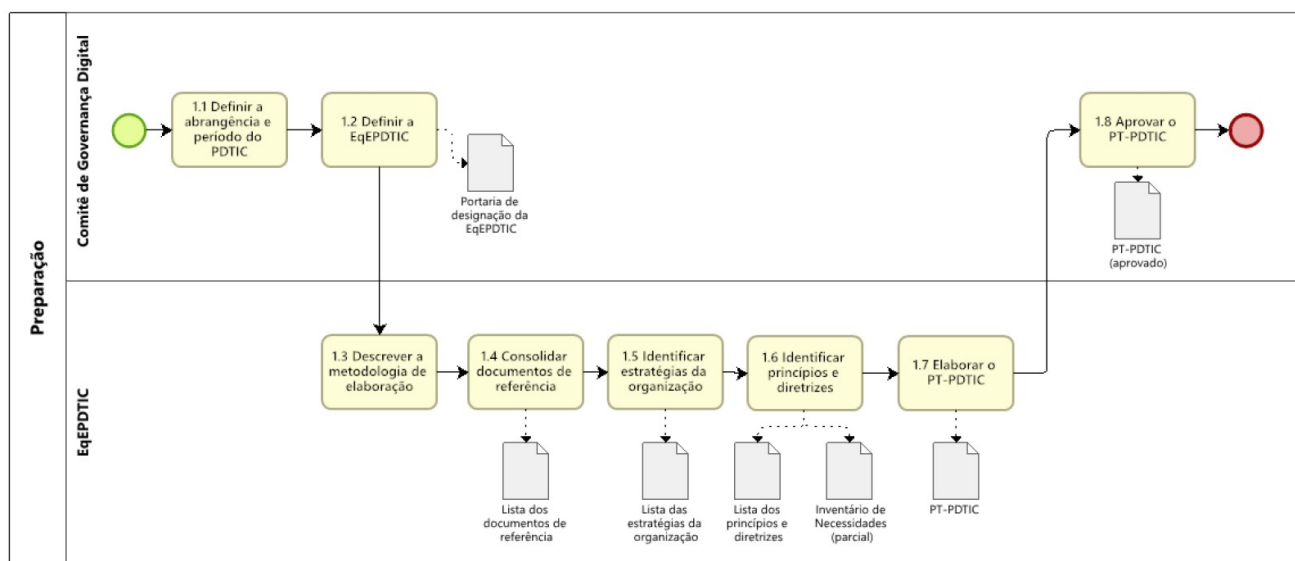 Preparação
Comitê de Governança Digital
1.1 Definir a
abrangência e
período do
PDTIC
1.2 Definir a
EqEPDTIC
Portaria de
designação da
EqEPDTIC
1.8 Aprovar o
PT-PDTIC
PT-PDTIC
(aprovado)
EqEPDTIC
1.3 Descrever a
metodologia de
elaboração
1.4 Consolidar
documentos de
referência
1.5 Identificar
estratégias da
organização
1.6 Identificar
princípios e
diretrizes
1.7 Elaborar o
PT-PDTIC
Lista dos
documentos de
referência
Lista das
estratégias da
organização
Lista dos
princípios e
diretrizes
Inventário de
Necessidades
(parcial)
PT-PDTIC